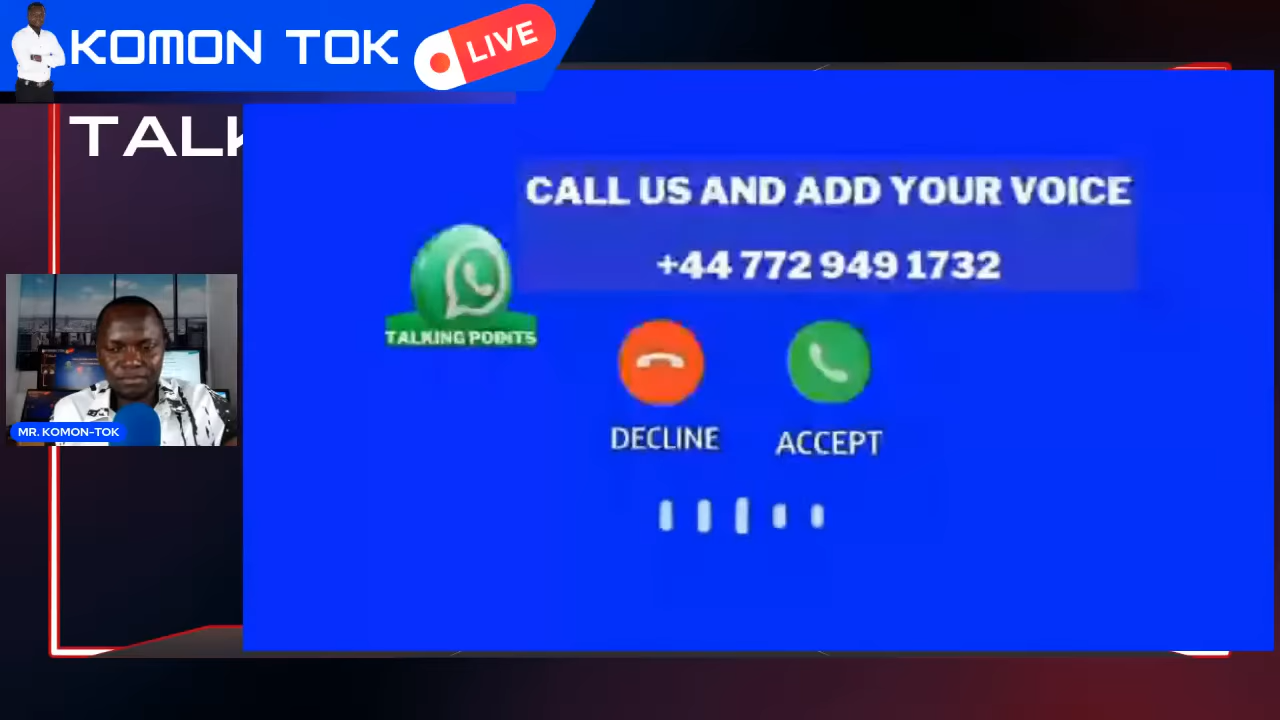 KOMON TOK
LIVE
TALK
CALL US AND ADD YOUR VOICE
+44 772 949 1732
TALKING POINTS
DECLINE
ACCEPT
MR. KOMON-TOK